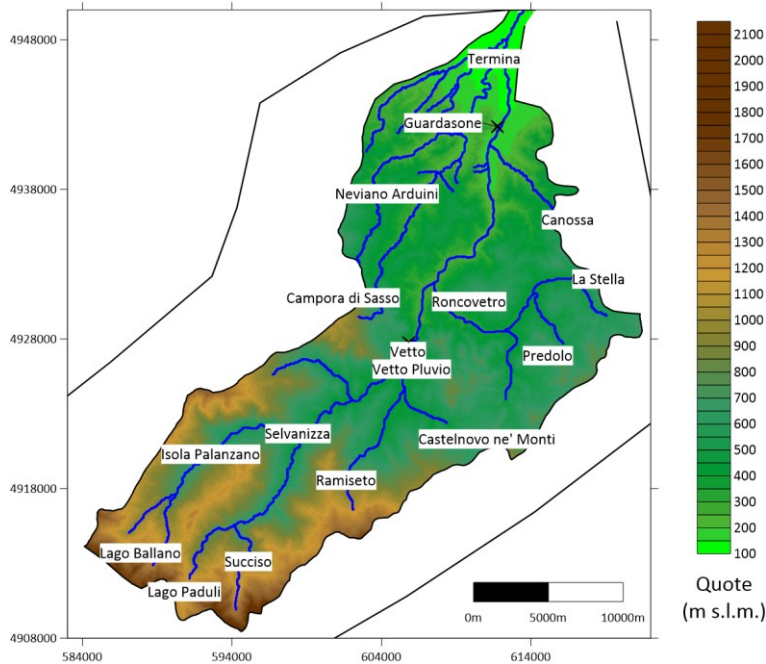 4948000
4938000
4928000
4918000
4908000
584000
594000
604000
614000
Termina
Guardasone
Neviano Arduini
Canossa
La Stella
Campora di Sasso
Roncovetro
Vetto
Predolo
Vetto Pluvio
Selvanizza
Castelnovo ne' Monti
Isola Palanzano
Ramiseto
Lago Ballano
Succiso
Lago Paduli
0m
5000m
10000m
2100
2000
1900
1800
1700
1600
1500
1400
1300
1200
1100
1000
900
800
700
600
500
400
300
200
100
Quote
(m s.l.m.)